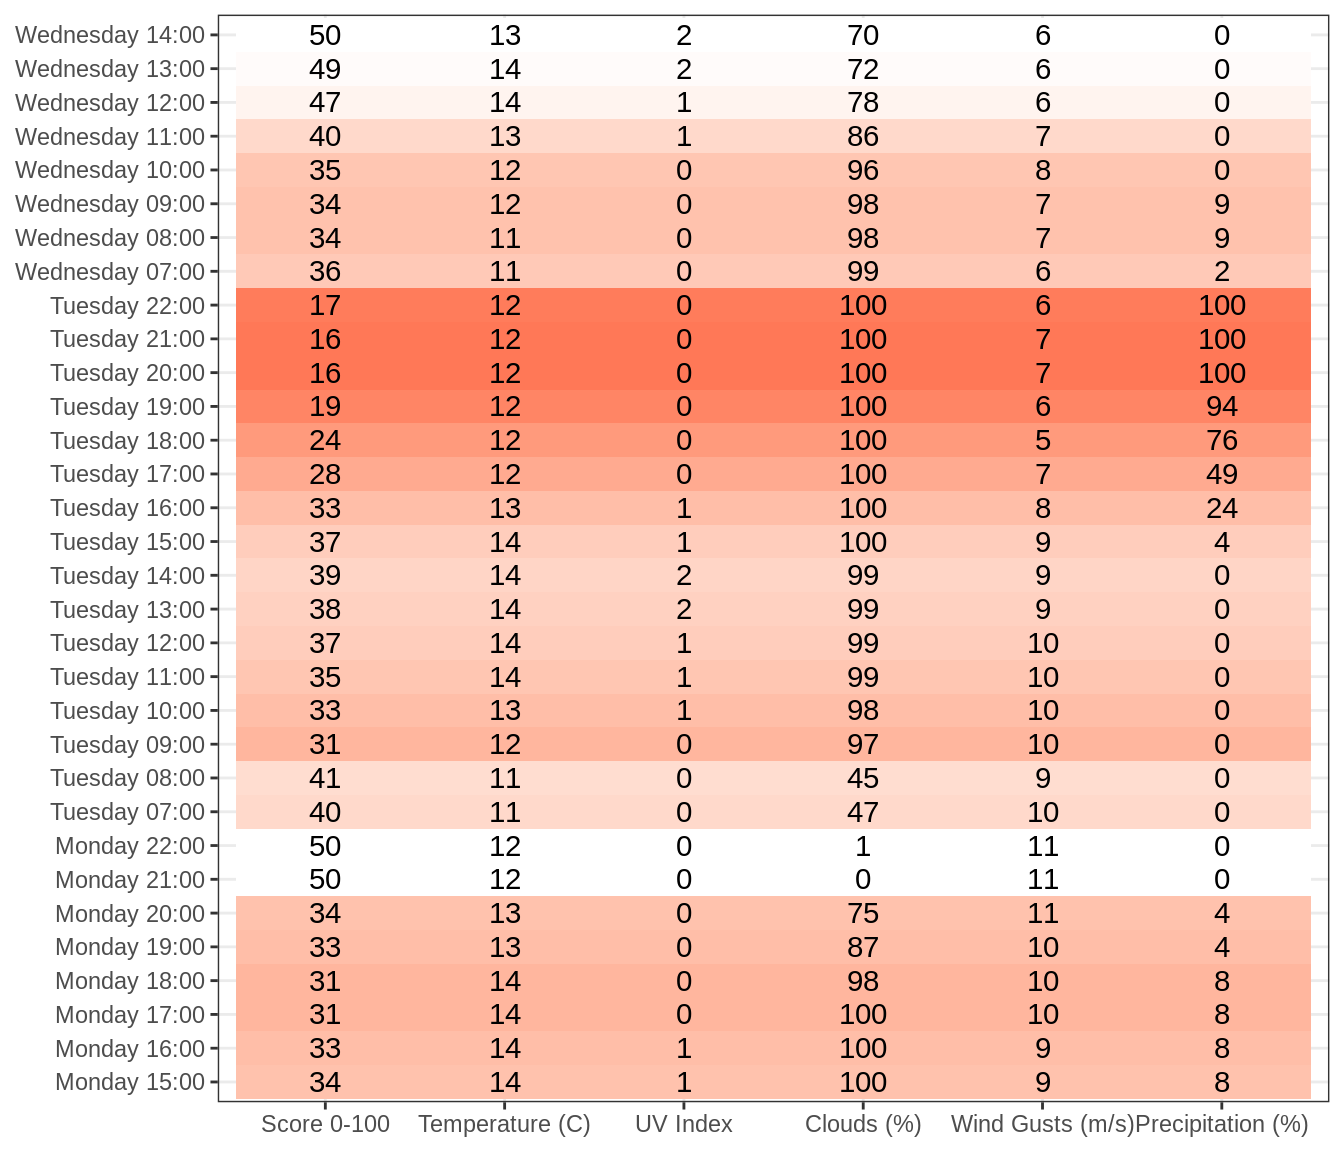 Wednesday 14:00 50 13 2 70 6 0
Wednesday 13:00 49 14 2 72 6 0
Wednesday 12:00 47 14 1 78 6 0
Wednesday 11:00 40 13 1 86 7 0
Wednesday 10:00 35 12 0 96 8 0
Wednesday 09:00 34 12 0 98 7 9
Wednesday 08:00 34 11 0 98 7 9
Wednesday 07:00 36 11 0 99 6 2
Tuesday 22:00 17 12 0 100 6 100
Tuesday 21:00 16 12 0 100 7 100
Tuesday 20:00 16 12 0 100 7 100
Tuesday 19:00 19 12 0 100 6 94
Tuesday 18:00 24 12 0 100 5 76
Tuesday 17:00 28 12 0 100 7 49
Tuesday 16:00 33 13 1 100 8 24
Tuesday 15:00 37 14 1 100 9 4
Tuesday 14:00 39 14 2 99 9 0
Tuesday 13:00 38 14 2 99 9 0
Tuesday 12:00 37 14 1 99 10 0
Tuesday 11:00 35 14 1 99 10 0
Tuesday 10:00 33 13 1 98 10 0
Tuesday 09:00 31 12 0 97 10 0
Tuesday 08:00 41 11 0 45 9 0
Tuesday 07:00 40 11 0 47 10 0
Monday 22:00 50 12 0 1 11 0
Monday 21:00 50 12 0 0 11 0
Monday 20:00 34 13 0 75 11 4
Monday 19:00 33 13 0 87 10 4
Monday 18:00 31 14 0 98 10 8
Monday 17:00 31 14 0 100 10 8
Monday 16:00 33 14 1 100 9 8
Monday 15:00 34 14 1 100 9 8
Score 0-100 Temperature (C) UV Index Clouds (%) Wind Gusts (m/s) Precipitation (%)